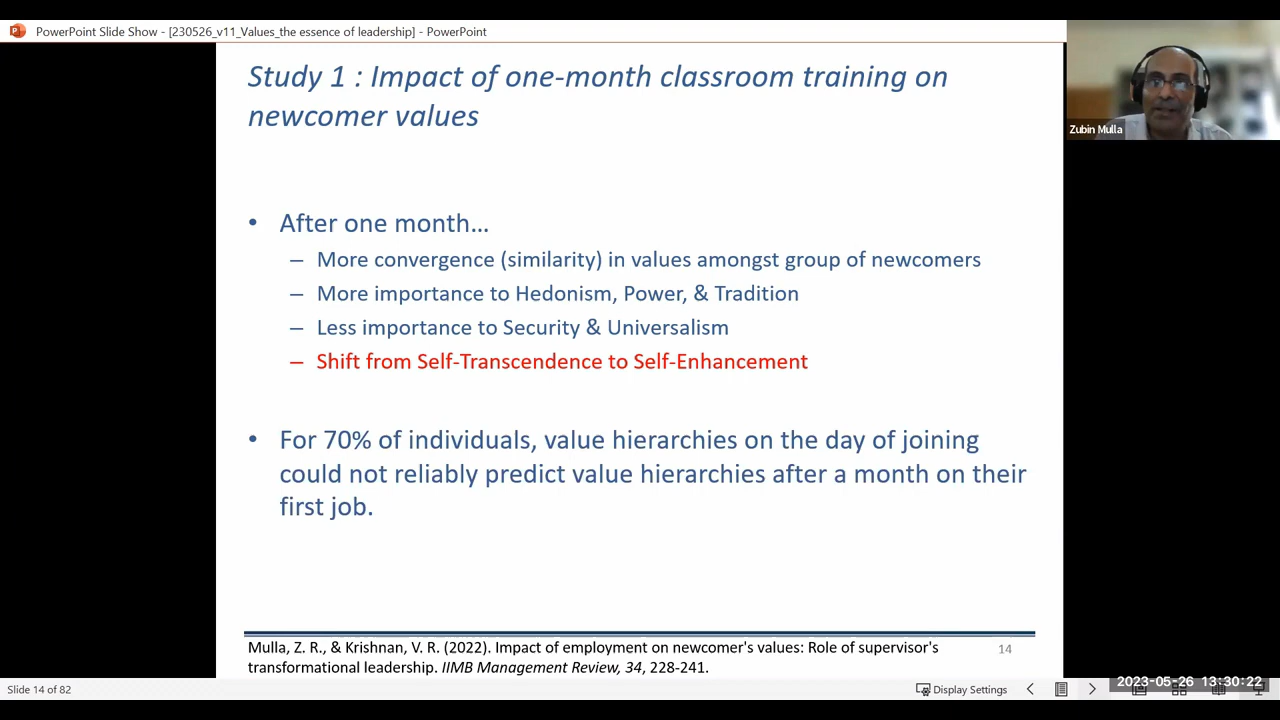 PowerPoint Slide Show - [230526_v11_Values_the essence of leadership] - PowerPoint
Study 1 : Impact of one-month classroom training on
newcomer values
Zubin Mulla
• After one month…
– More convergence (similarity) in values amongst group of newcomers
– More importance to Hedonism, Power, & Tradition
– Less importance to Security & Universalism
– Shift from Self-Transcendence to Self-Enhancement
• For 70% of individuals, value hierarchies on the day of joining
could not reliably predict value hierarchies after a month on their
first job.
Mulla, Z. R., & Krishnan, V. R. (2022). Impact of employment on newcomer's values: Role of supervisor's
transformational leadership. IIMB Management Review, 34, 228-241.
14
Slide 14 of 82
Display Settings
2023-05-26 13:30:22